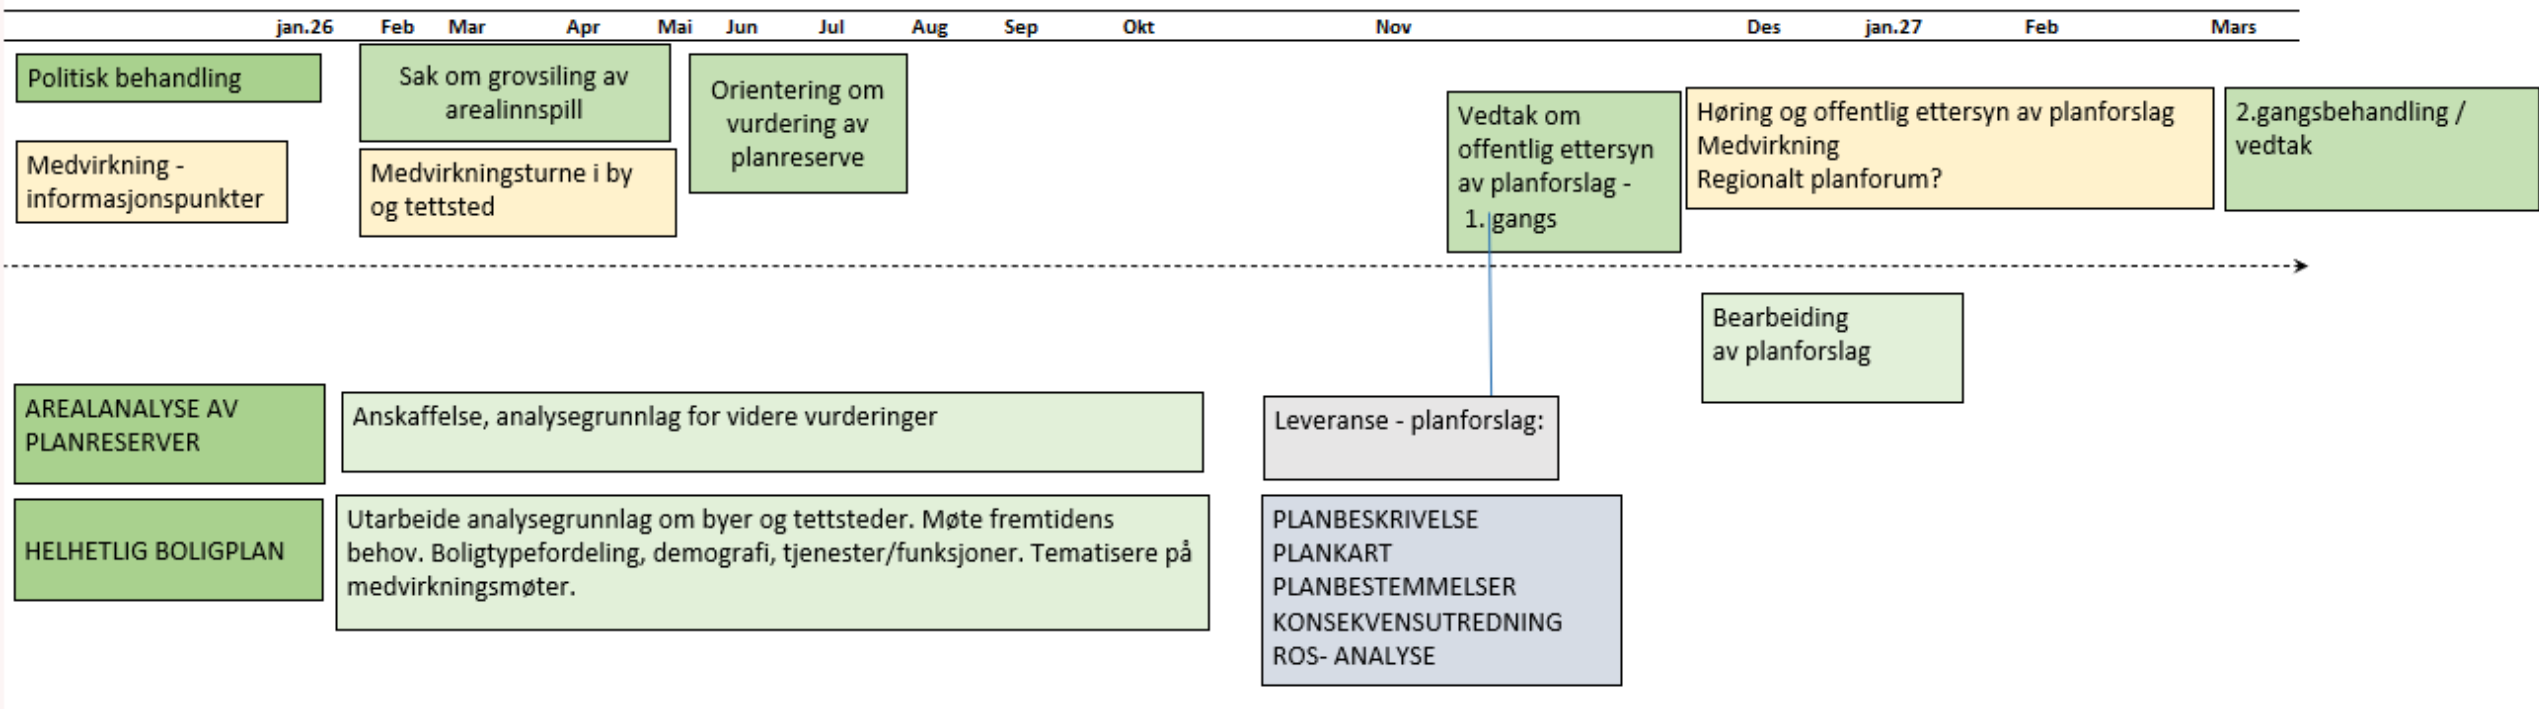 jan.26 Feb Mar Apr Mai Jun Jul Aug Sep Okt Nov Des jan.27 Feb Mars
Politisk behandling
Sak om grovsiling av
arealinnspill
Orientering om
vurdering av
planreserve
Vedtak om
offentlig ettersyn
av planforslag -
1. gangs
Høring og offentlig ettersyn av planforslag
Medvirkning
Regionalt planforum?
2.gangsbehandling /
vedtak
Medvirkning -
informasjonspunkter
Medvirkningsturne i by
og tettsted
Bearbeiding
av planforslag
AREALANALYSE AV
PLANRESERVER
Anskaffelse, analysegrunnlag for videre vurderinger
Leveranse - planforslag:
HELHETLIG BOLIGPLAN
Utarbeide analysegrunnlag om byer og tettsteder. Møte fremtidens
behov. Boligtypefordeling, demografi, tjenester/funksjoner. Tematisere på
medvirkningsmøter.
PLANBESKRIVELSE
PLANKART
PLANBESTEMMELSER
KONSEKVENSUTREDNING
ROS- ANALYSE